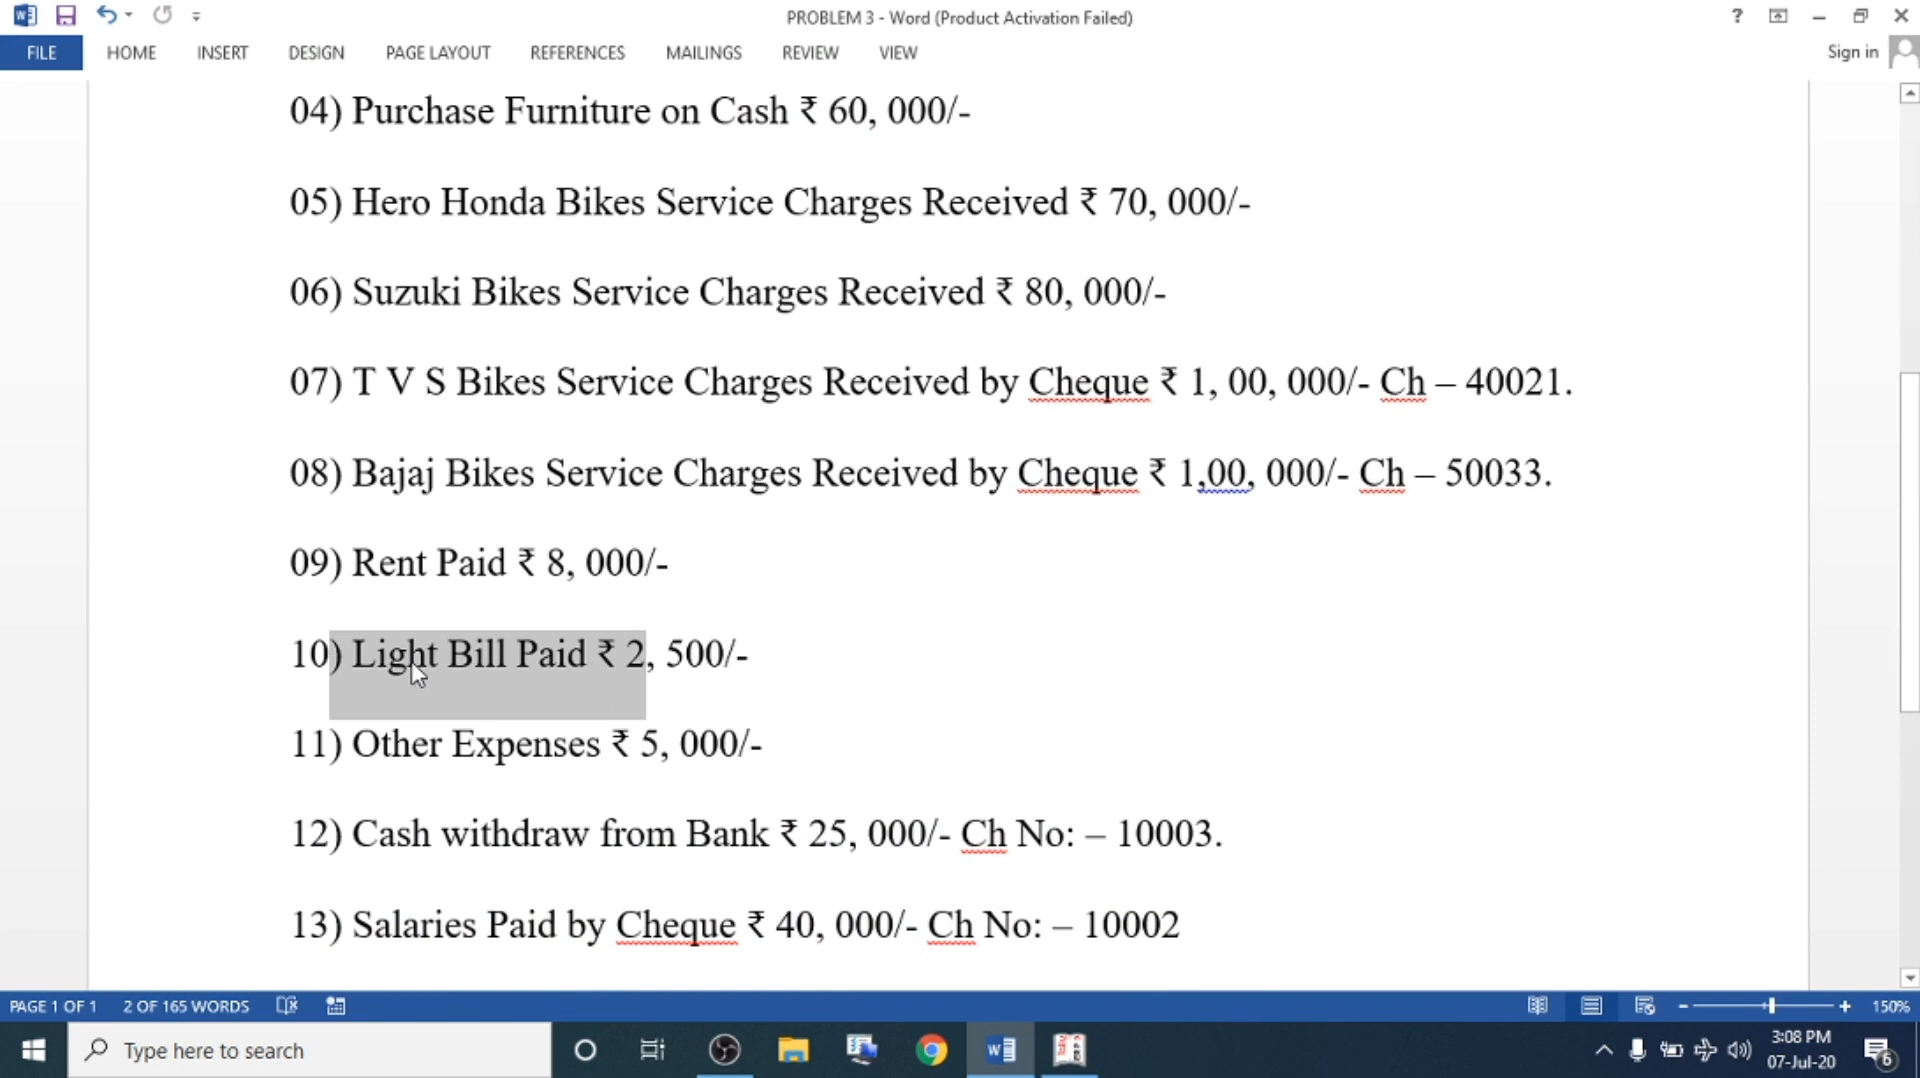 PROBLEM 3 - Word (Product Activation Failed)
FILE HOME INSERT DESIGN PAGE LAYOUT REFERENCES MAILINGS REVIEW VIEW Sign in
04) Purchase Furniture on Cash ₹ 60, 000/-
05) Hero Honda Bikes Service Charges Received ₹ 70, 000/-
06) Suzuki Bikes Service Charges Received ₹ 80, 000/-
07) T V S Bikes Service Charges Received by Cheque ₹ 1, 00, 000/- Ch – 40021.
08) Bajaj Bikes Service Charges Received by Cheque ₹ 1,00, 000/- Ch – 50033.
09) Rent Paid ₹ 8, 000/-
10) Light Bill Paid ₹ 2, 500/-
11) Other Expenses ₹ 5, 000/-
12) Cash withdraw from Bank ₹ 25, 000/- Ch No: – 10003.
13) Salaries Paid by Cheque ₹ 40, 000/- Ch No: – 10002
PAGE 1 OF 1 2 OF 165 WORDS 150%
Type here to search
3:08 PM
07-Jul-20
6